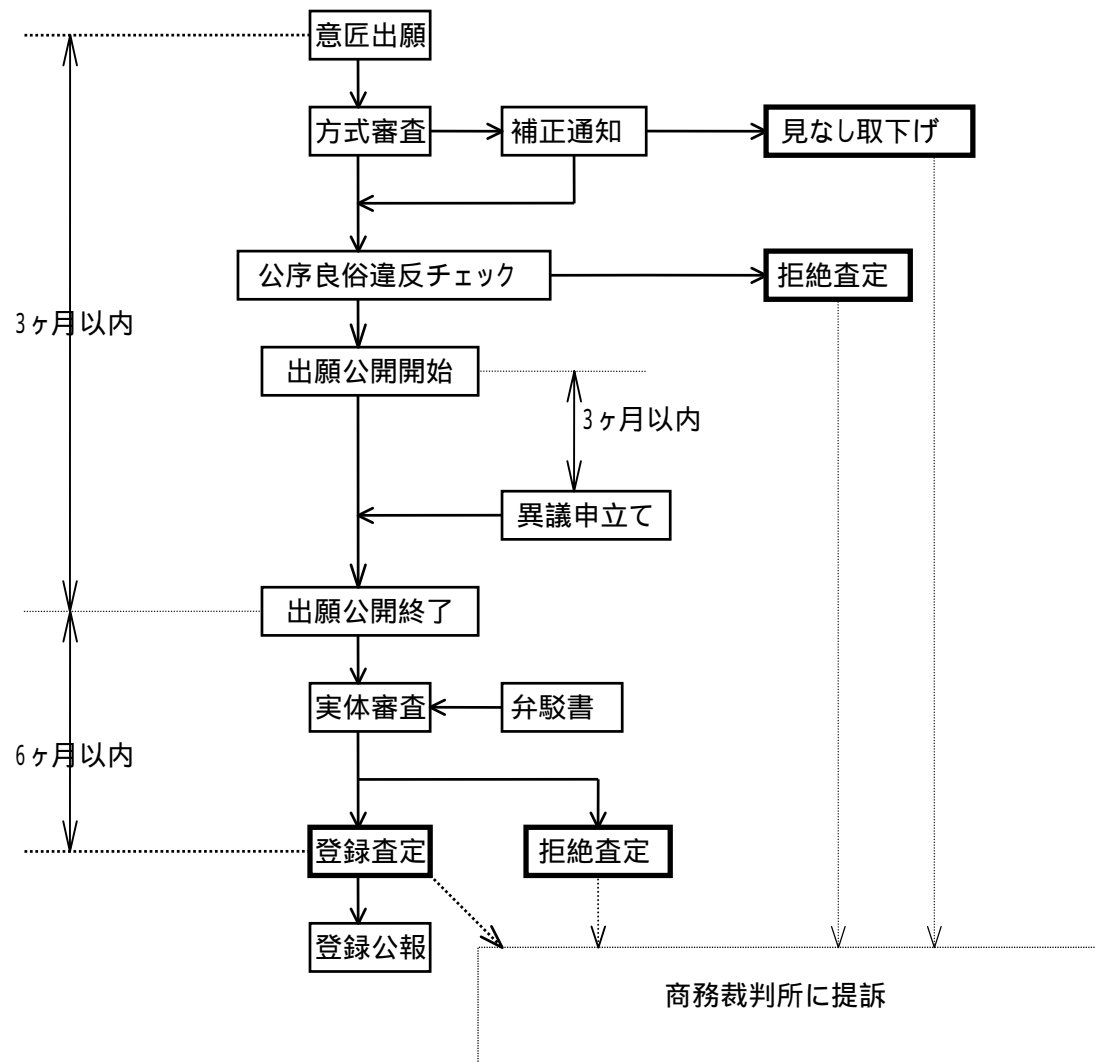 意匠出願
方式審査
補正通知
見なし取下げ
公序良俗違反チェック
拒絶査定
3ヶ月以内
出願公開開始
3ヶ月以内
異議申立て
出願公開終了
実体審査
弁駁書
6ヶ月以内
登録査定
拒絶査定
登録公報
商務裁判所に提訴